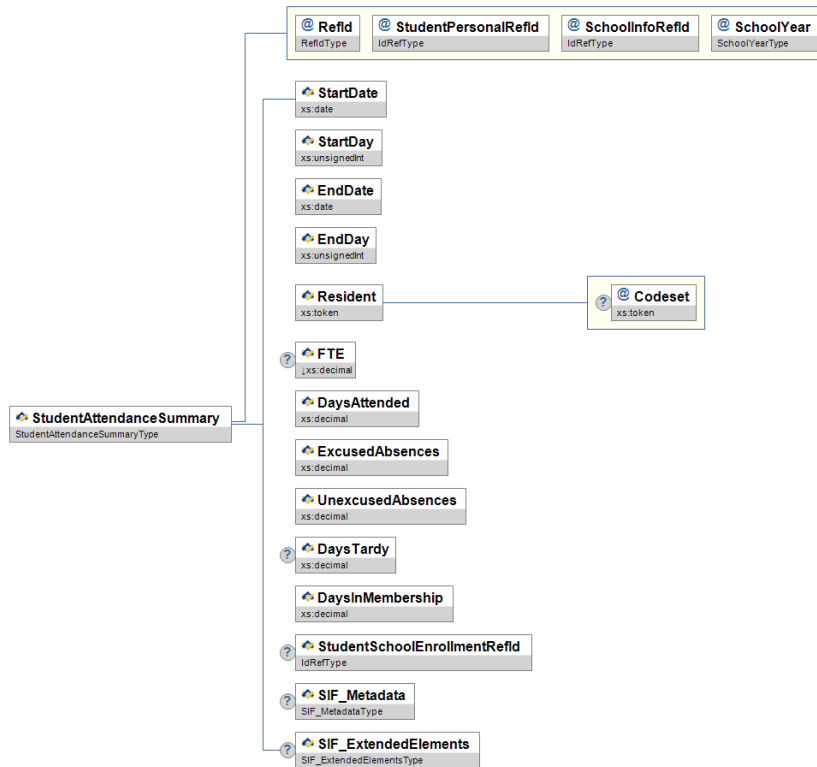 @ RefId @ StudentPersonalRefId @ SchoolInfoRefId @ SchoolYear
RefIdType IdRefType IdRefType SchoolYearType
StartDate
xs:date
StartDay
xs:unsignedInt
EndDate
xs:date
EndDay
xs:unsignedInt
Resident ? @ Codeset
xs:token xs:token
? FTE
↓xs:decimal
StudentAttendanceSummary
StudentAttendanceSummaryType
DaysAttended
xs:decimal
ExcusedAbsences
xs:decimal
UnexcusedAbsences
xs:decimal
? DaysTardy
xs:decimal
DaysInMembership
xs:decimal
? StudentSchoolEnrollmentRefId
IdRefType
? SIF_Metadata
SIF_MetadataType
? SIF_ExtendedElements
SIF_ExtendedElementsType